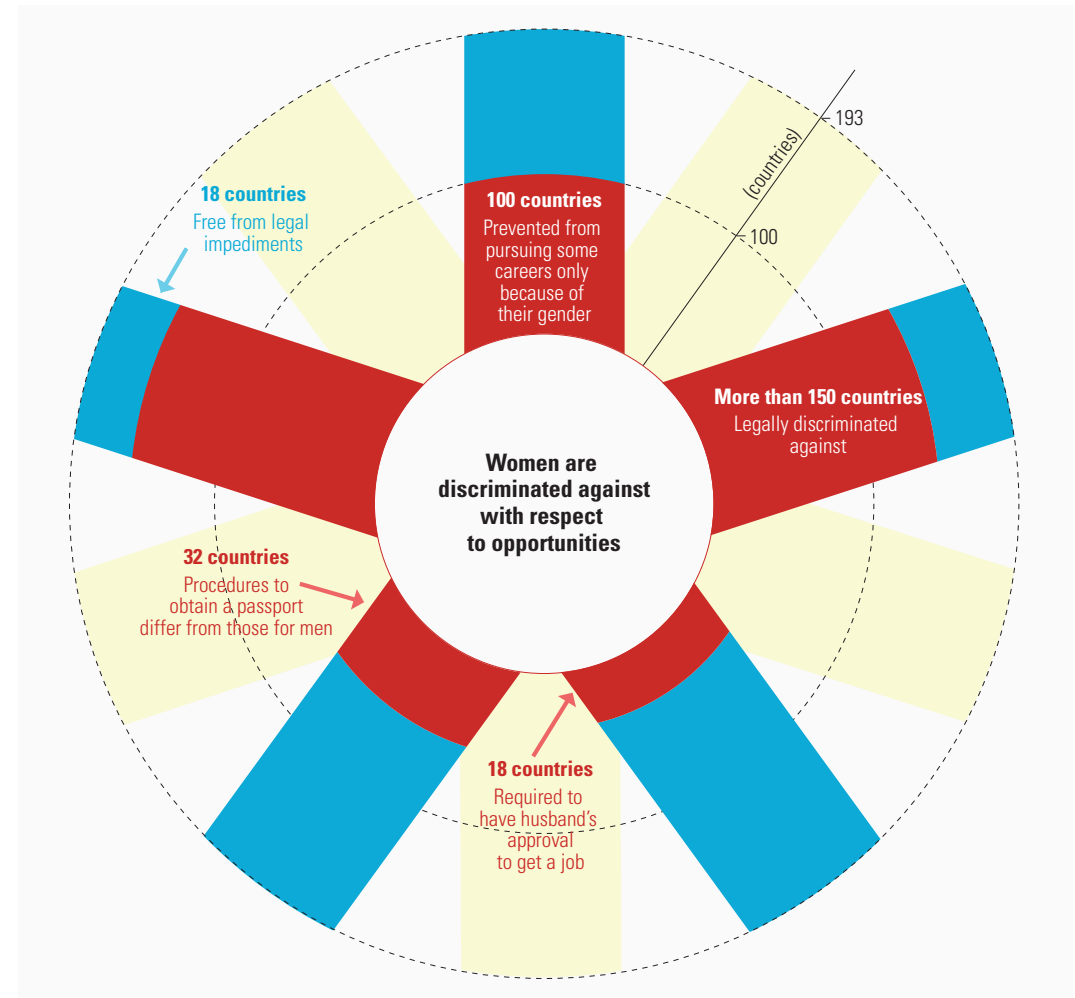 193
(countries)
18 countries
Free from legal
impediments
100 countries
Prevented from
pursuing some
careers only
because of
their gender
100
More than 150 countries
Legally discriminated
against
Women are
discriminated against
with respect
to opportunities
32 countries
Procedures to
obtain a passport
differ from those for men
18 countries
Required to
have husband's
approval
to get a job